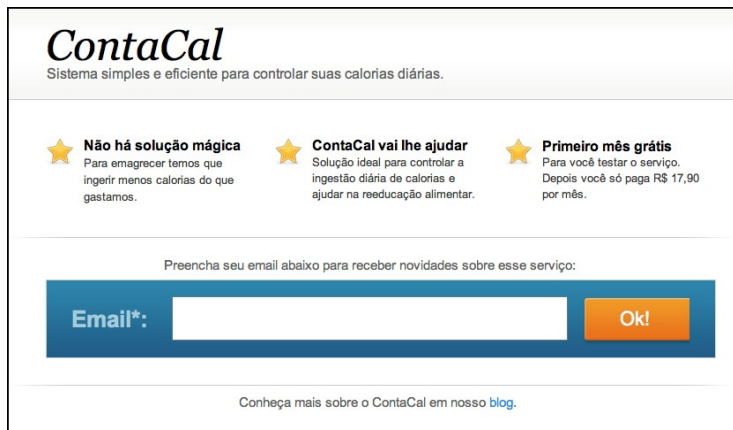 ContaCal
Sistema simples e eficiente para controlar suas calorias diárias.
Não há solução mágica
Para emagrecer temos que
ingerir menos calorias do que
gastamos.
ContaCal vai lhe ajudar
Solução ideal para controlar a
ingestão diária de calorias e
ajudar na reeducação alimentar.
Primeiro mês grátis
Para você testar o serviço.
Depois você só paga R$ 17,90
por mês.
Preencha seu email abaixo para receber novidades sobre esse serviço:
Email*:
Ok!
Conheça mais sobre o ContaCal em nosso blog.